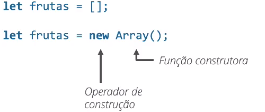 let frutas = [];
let frutas = new Array();
Função construtora
Operador de
construção